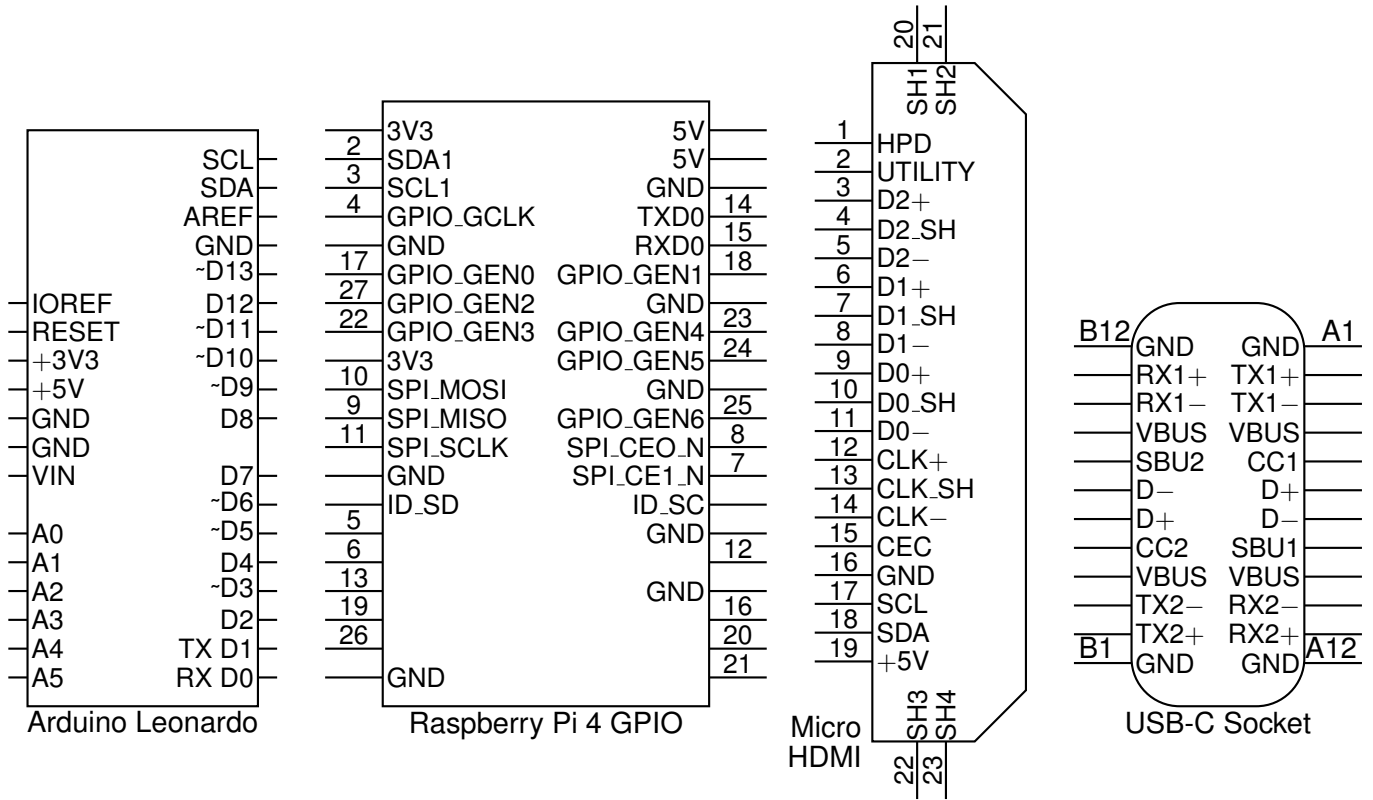 SCL
SDA
AREF
GND
~D13
IOREF D12
RESET ~D11
+3V3 ~D10
+5V ~D9
GND D8
GND
VIN D7
~D6
A0 ~D5
A1 D4
A2 ~D3
A3 D2
A4 TX D1
A5 RX D0
Arduino Leonardo
3V3 5V
2 SDA1 5V
3 SCL1 GND
4 GPIO_GCLK TXD0 14
GND RXD0 15
17 GPIO_GEN0 GPIO_GEN1 18
27 GPIO_GEN2 GND
22 GPIO_GEN3 GPIO_GEN4 23
3V3 GPIO_GEN5 24
10 SPI_MOSI GND
9 SPI_MISO GPIO_GEN6 25
11 SPI_SCLK SPI_CEO_N 8
GND SPI_CE1_N 7
ID_SD ID_SC
5 GND
6 12
13 GND
19 16
26 20
GND 21
Raspberry Pi 4 GPIO
20 21
SH1 SH2
1 HPD
2 UTILITY
3 D2+
4 D2_SH
5 D2−
6 D1+
7 D1_SH
8 D1−
9 D0+
10 D0_SH
11 D0−
12 CLK+
13 CLK_SH
14 CLK−
15 CEC
16 GND
17 SCL
18 SDA
19 +5V
SH3 SH4
22 23
Micro
HDMI
B12 GND GND A1
RX1+ TX1+
RX1− TX1−
VBUS VBUS
SBU2 CC1
D− D+
D+ D−
CC2 SBU1
VBUS VBUS
TX2− RX2−
TX2+ RX2+
B1 GND GND A12
USB-C Socket